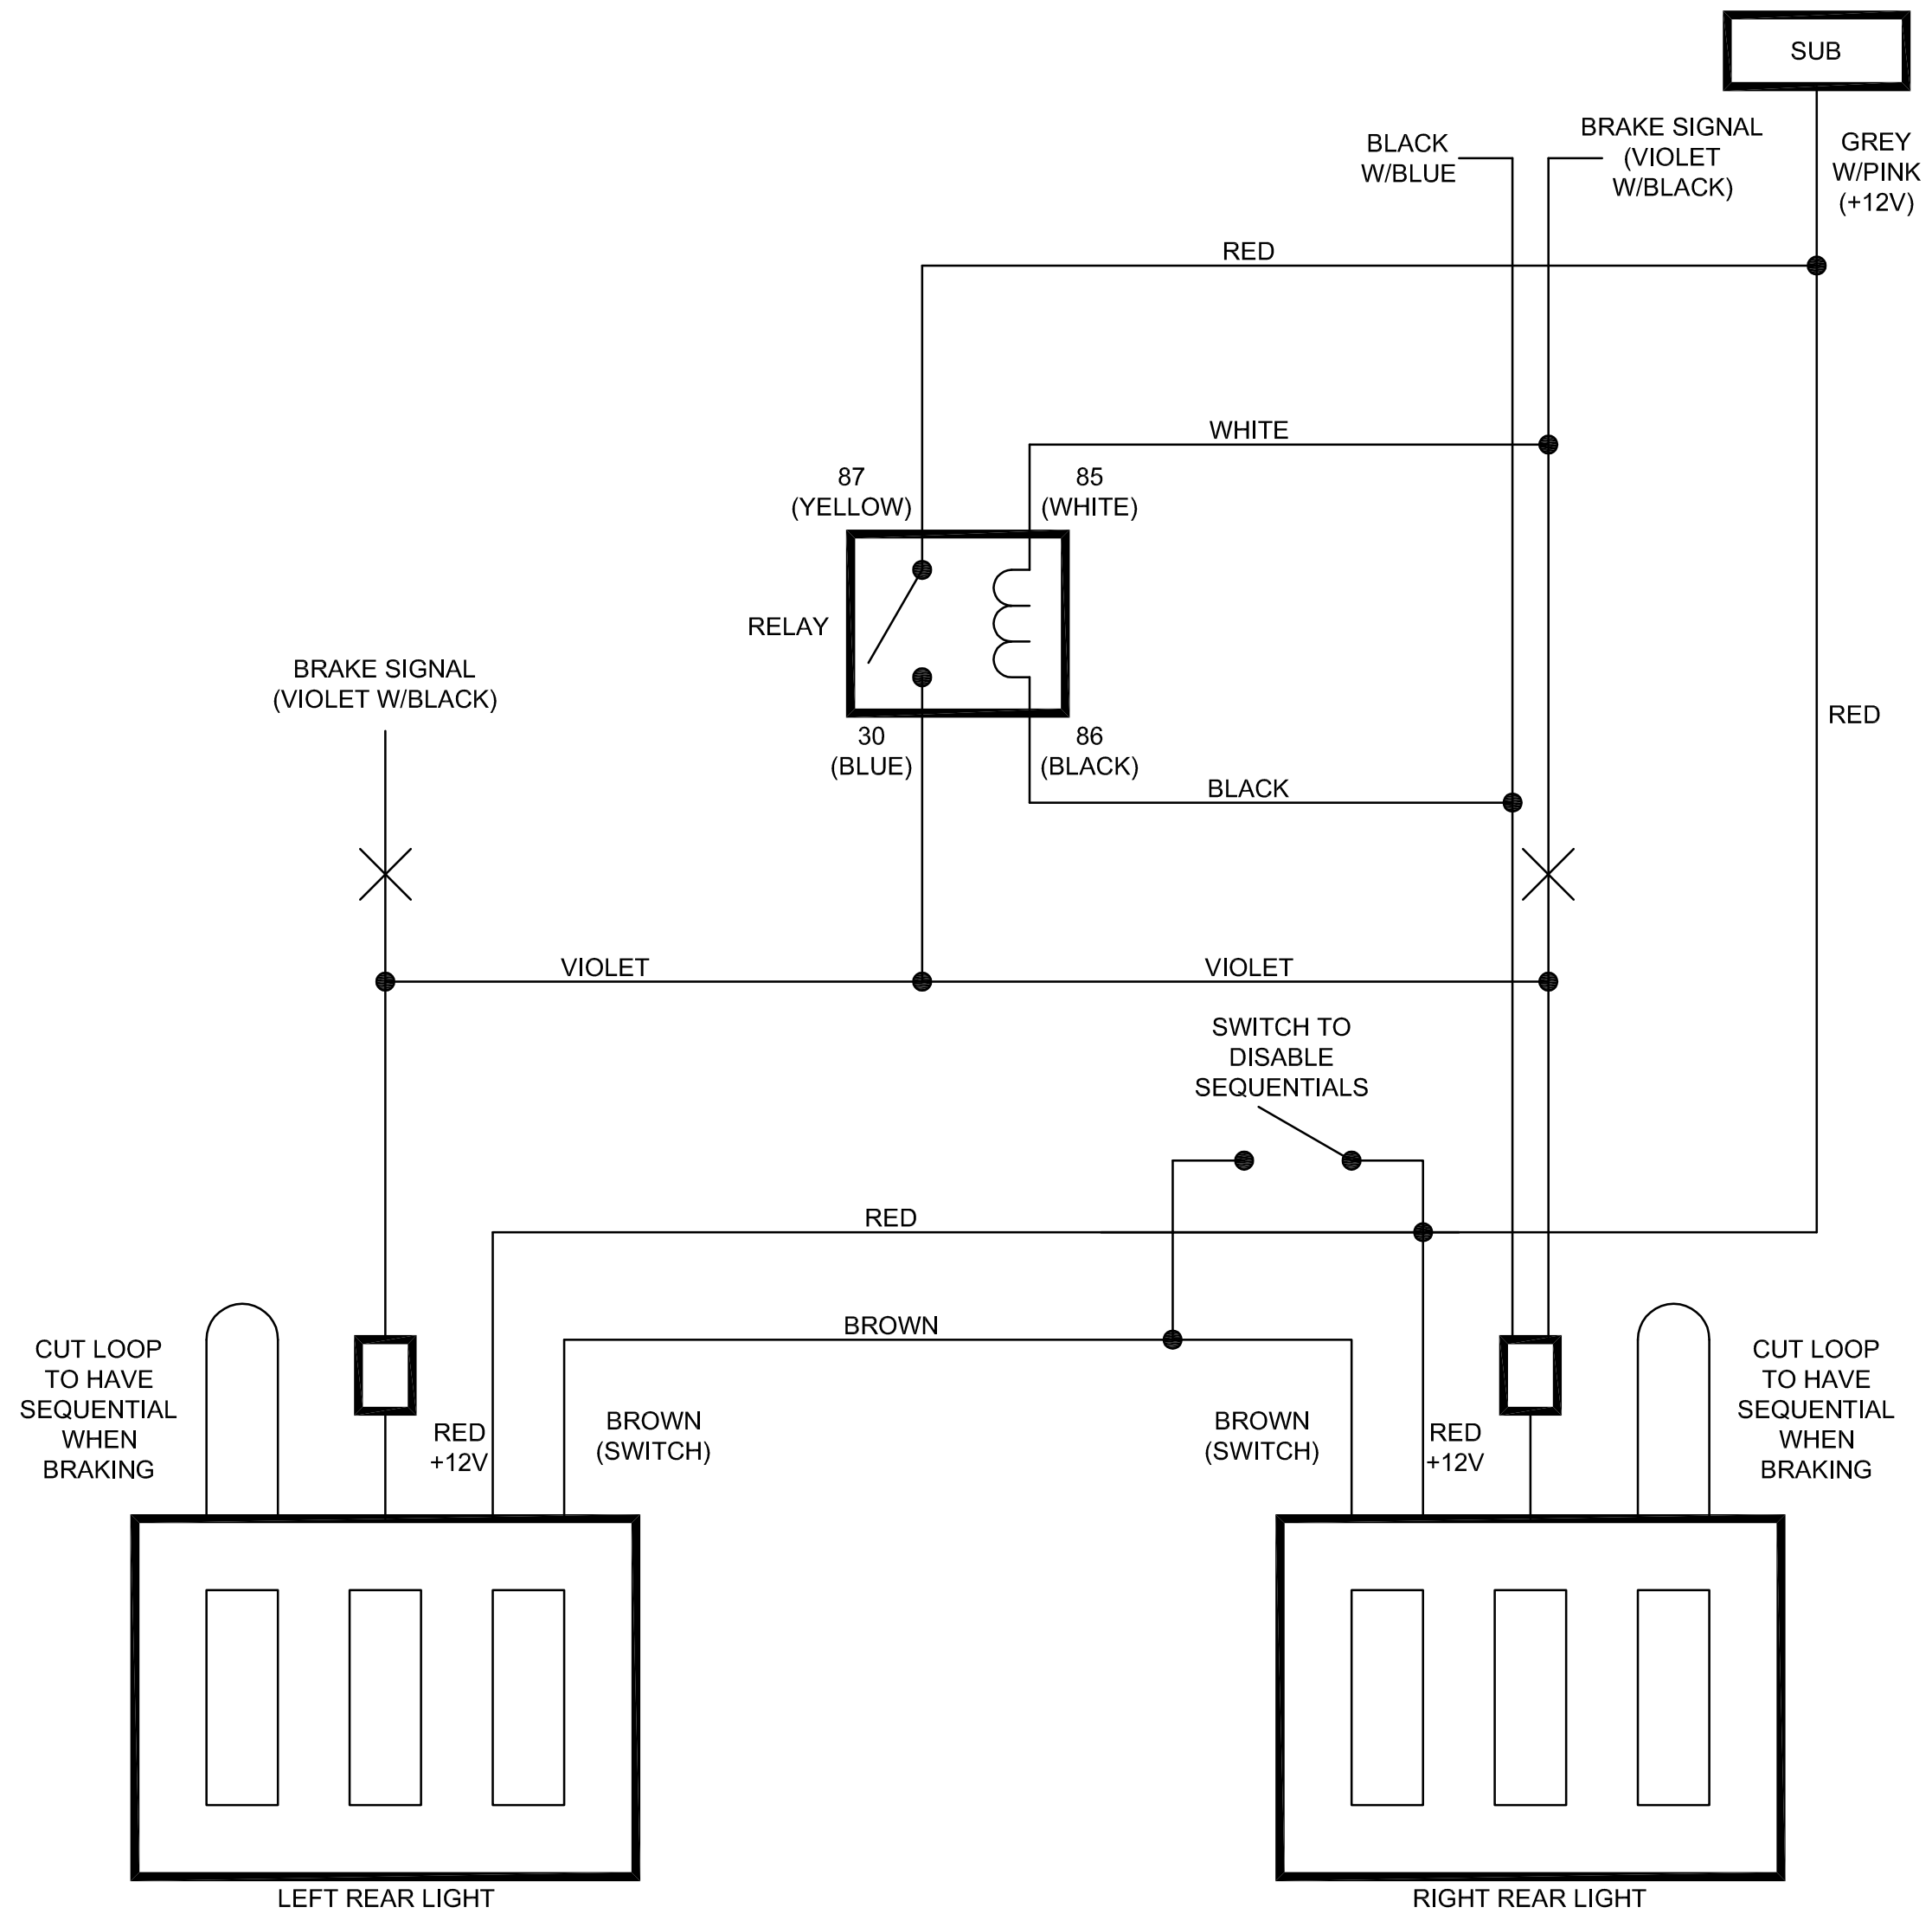 SUB
BLACK
W/BLUE
BRAKE SIGNAL
(VIOLET
W/BLACK)
GREY
W/PINK
(+12V)
RED
WHITE
87
(YELLOW)
85
(WHITE)
RELAY
30
(BLUE)
86
(BLACK)
BLACK
RED
BRAKE SIGNAL
(VIOLET W/BLACK)
VIOLET
VIOLET
SWITCH TO
DISABLE
SEQUENTIALS
RED
BROWN
CUT LOOP
TO HAVE
SEQUENTIAL
WHEN
BRAKING
RED
+12V
BROWN
(SWITCH)
BROWN
(SWITCH)
RED
+12V
CUT LOOP
TO HAVE
SEQUENTIAL
WHEN
BRAKING
LEFT REAR LIGHT
RIGHT REAR LIGHT